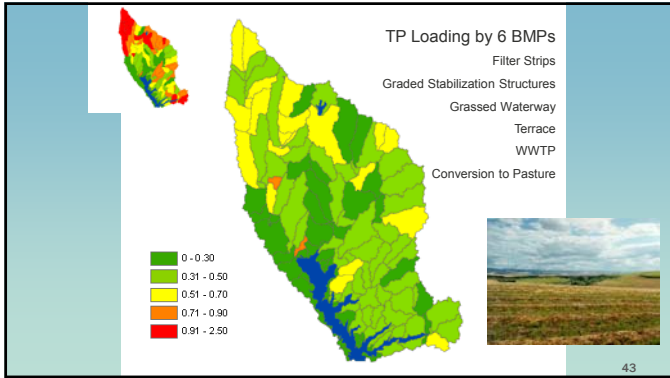 TP Loading by 6 BMPs
Filter Strips
Graded Stabilization Structures
Grassed Waterway
Terrace
WWTP
Conversion to Pasture
0 - 0.30
0.31 - 0.50
0.51 - 0.70
0.71 - 0.90
0.91 - 2.50
43